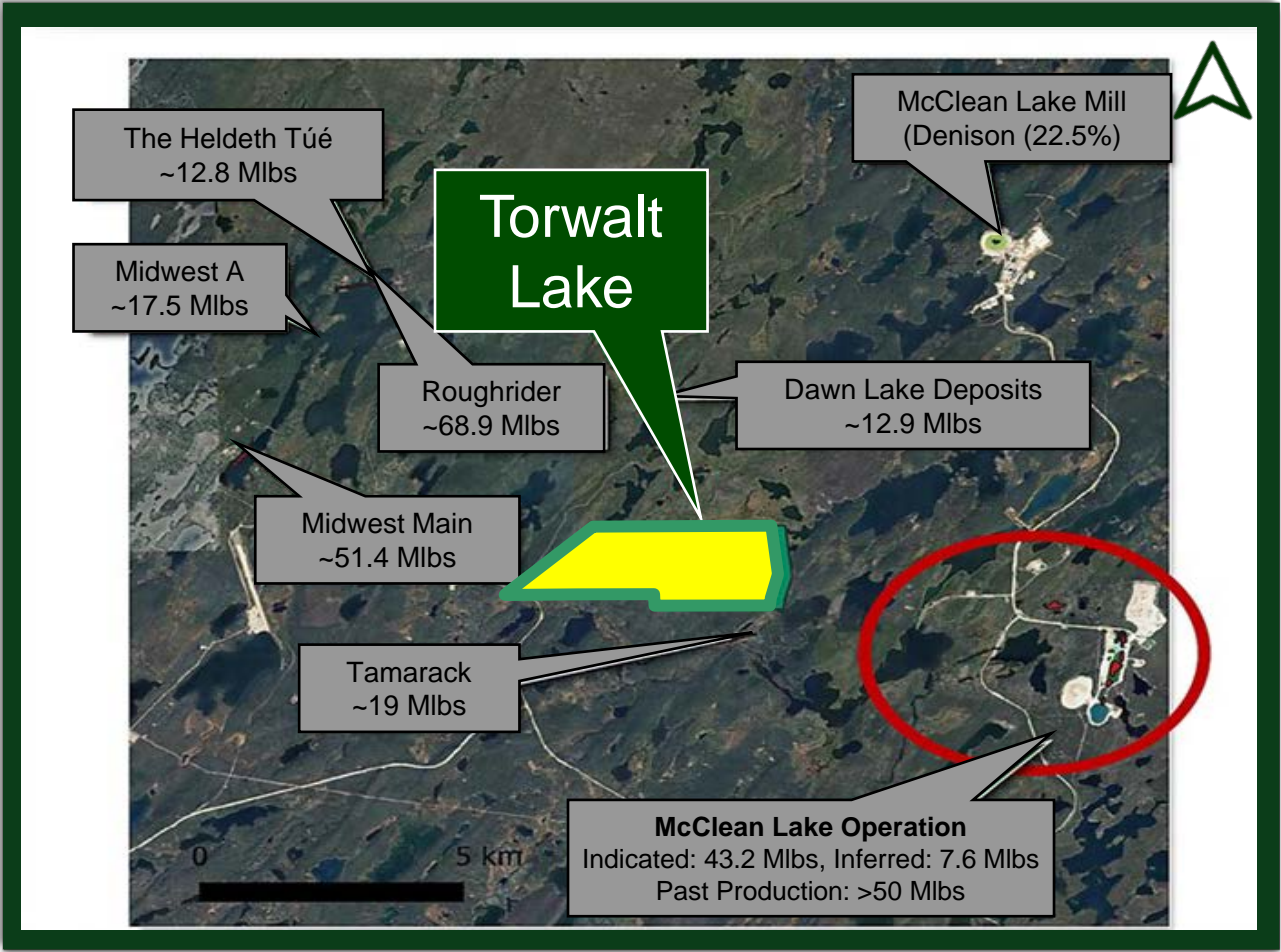 McClean Lake Mill
(Denison (22.5%)
The Heldeth Túé
~12.8 Mlbs
Torwalt
Lake
Midwest A
~17.5 Mlbs
Roughrider
~68.9 Mlbs
Dawn Lake Deposits
~12.9 Mlbs
Midwest Main
~51.4 Mlbs
Tamarack
~19 Mlbs
McClean Lake Operation
Indicated: 43.2 Mlbs, Inferred: 7.6 Mlbs
Past Production: >50 Mlbs
0 5 km